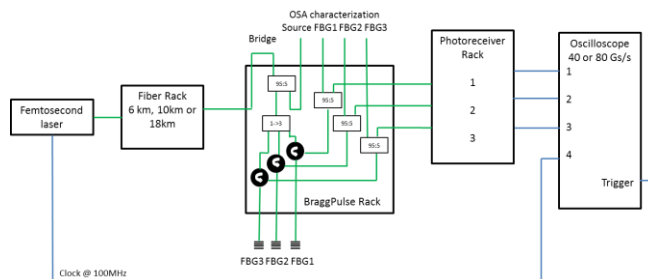 OSA characterization
Source FBG1 FBG2 FBG3
Bridge
Femtosecond
laser
Fiber Rack
6 km, 10km or
18km
95:5
95:5
95:5
95:5
1->3
BraggPulse Rack
FBG3 FBG2 FBG1
Photoreceiver
Rack
1
2
3
Oscilloscope
40 or 80 Gs/s
1
2
3
4
Trigger
Clock @ 100MHz